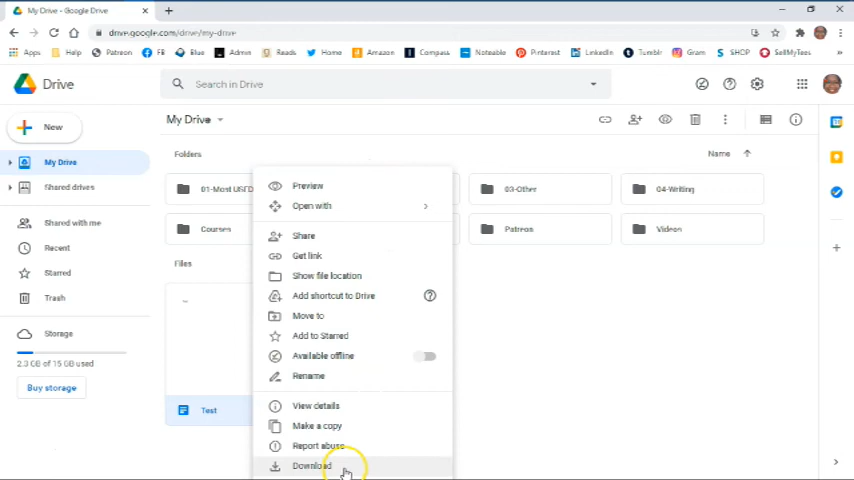 My Drive - Google Drive
drive.google.com/drive/my-drive
Apps Help Patreon FB Blue Admin Reads Home Amazon Compass Noteable Pinterest LinkedIn Tumblr Gram SHOP SellMyTees
Drive
Search in Drive
New
My Drive
Name
My Drive
Shared drives
Shared with me
Recent
Starred
Trash
Storage
2.3 GB of 15 GB used
Buy storage
Folders
01-Most USED
03-Other
04-Writing
Courses
Patreon
Videos
Files
Test
Preview
Open with
Share
Get link
Show file location
Add shortcut to Drive
Move to
Add to Starred
Available offline
Rename
View details
Make a copy
Report abuse
Download